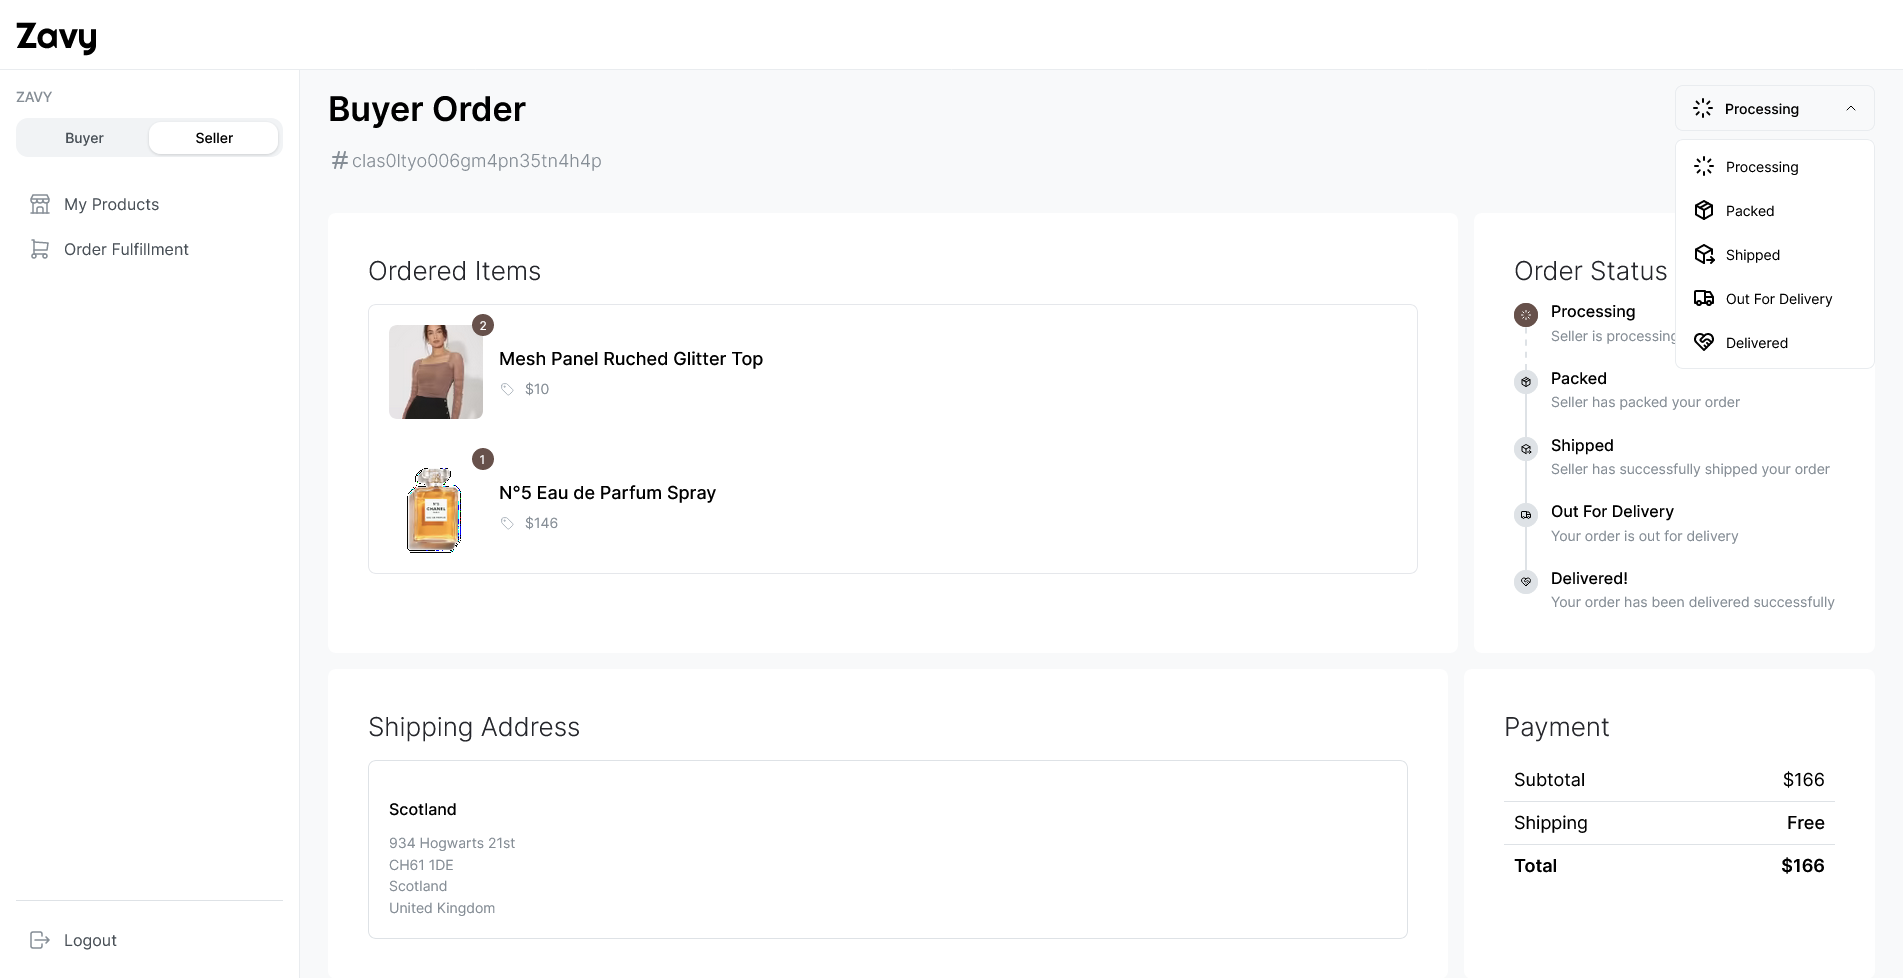 Zavy
ZAVY
Buyer
Seller
My Products
Order Fulfillment
Logout
Buyer Order
#clas0ltyo006gm4pn35tn4h4p
Processing
Processing
Packed
Shipped
Out For Delivery
Delivered
Ordered Items
2
Mesh Panel Ruched Glitter Top
$10
1
N°5 Eau de Parfum Spray
$146
CHANEL
Order Status
Processing
Seller is processing
Packed
Seller has packed your order
Shipped
Seller has successfully shipped your order
Out For Delivery
Your order is out for delivery
Delivered!
Your order has been delivered successfully
Shipping Address
Scotland
934 Hogwarts 21st
CH61 1DE
Scotland
United Kingdom
Payment
Subtotal $166
Shipping Free
Total $166